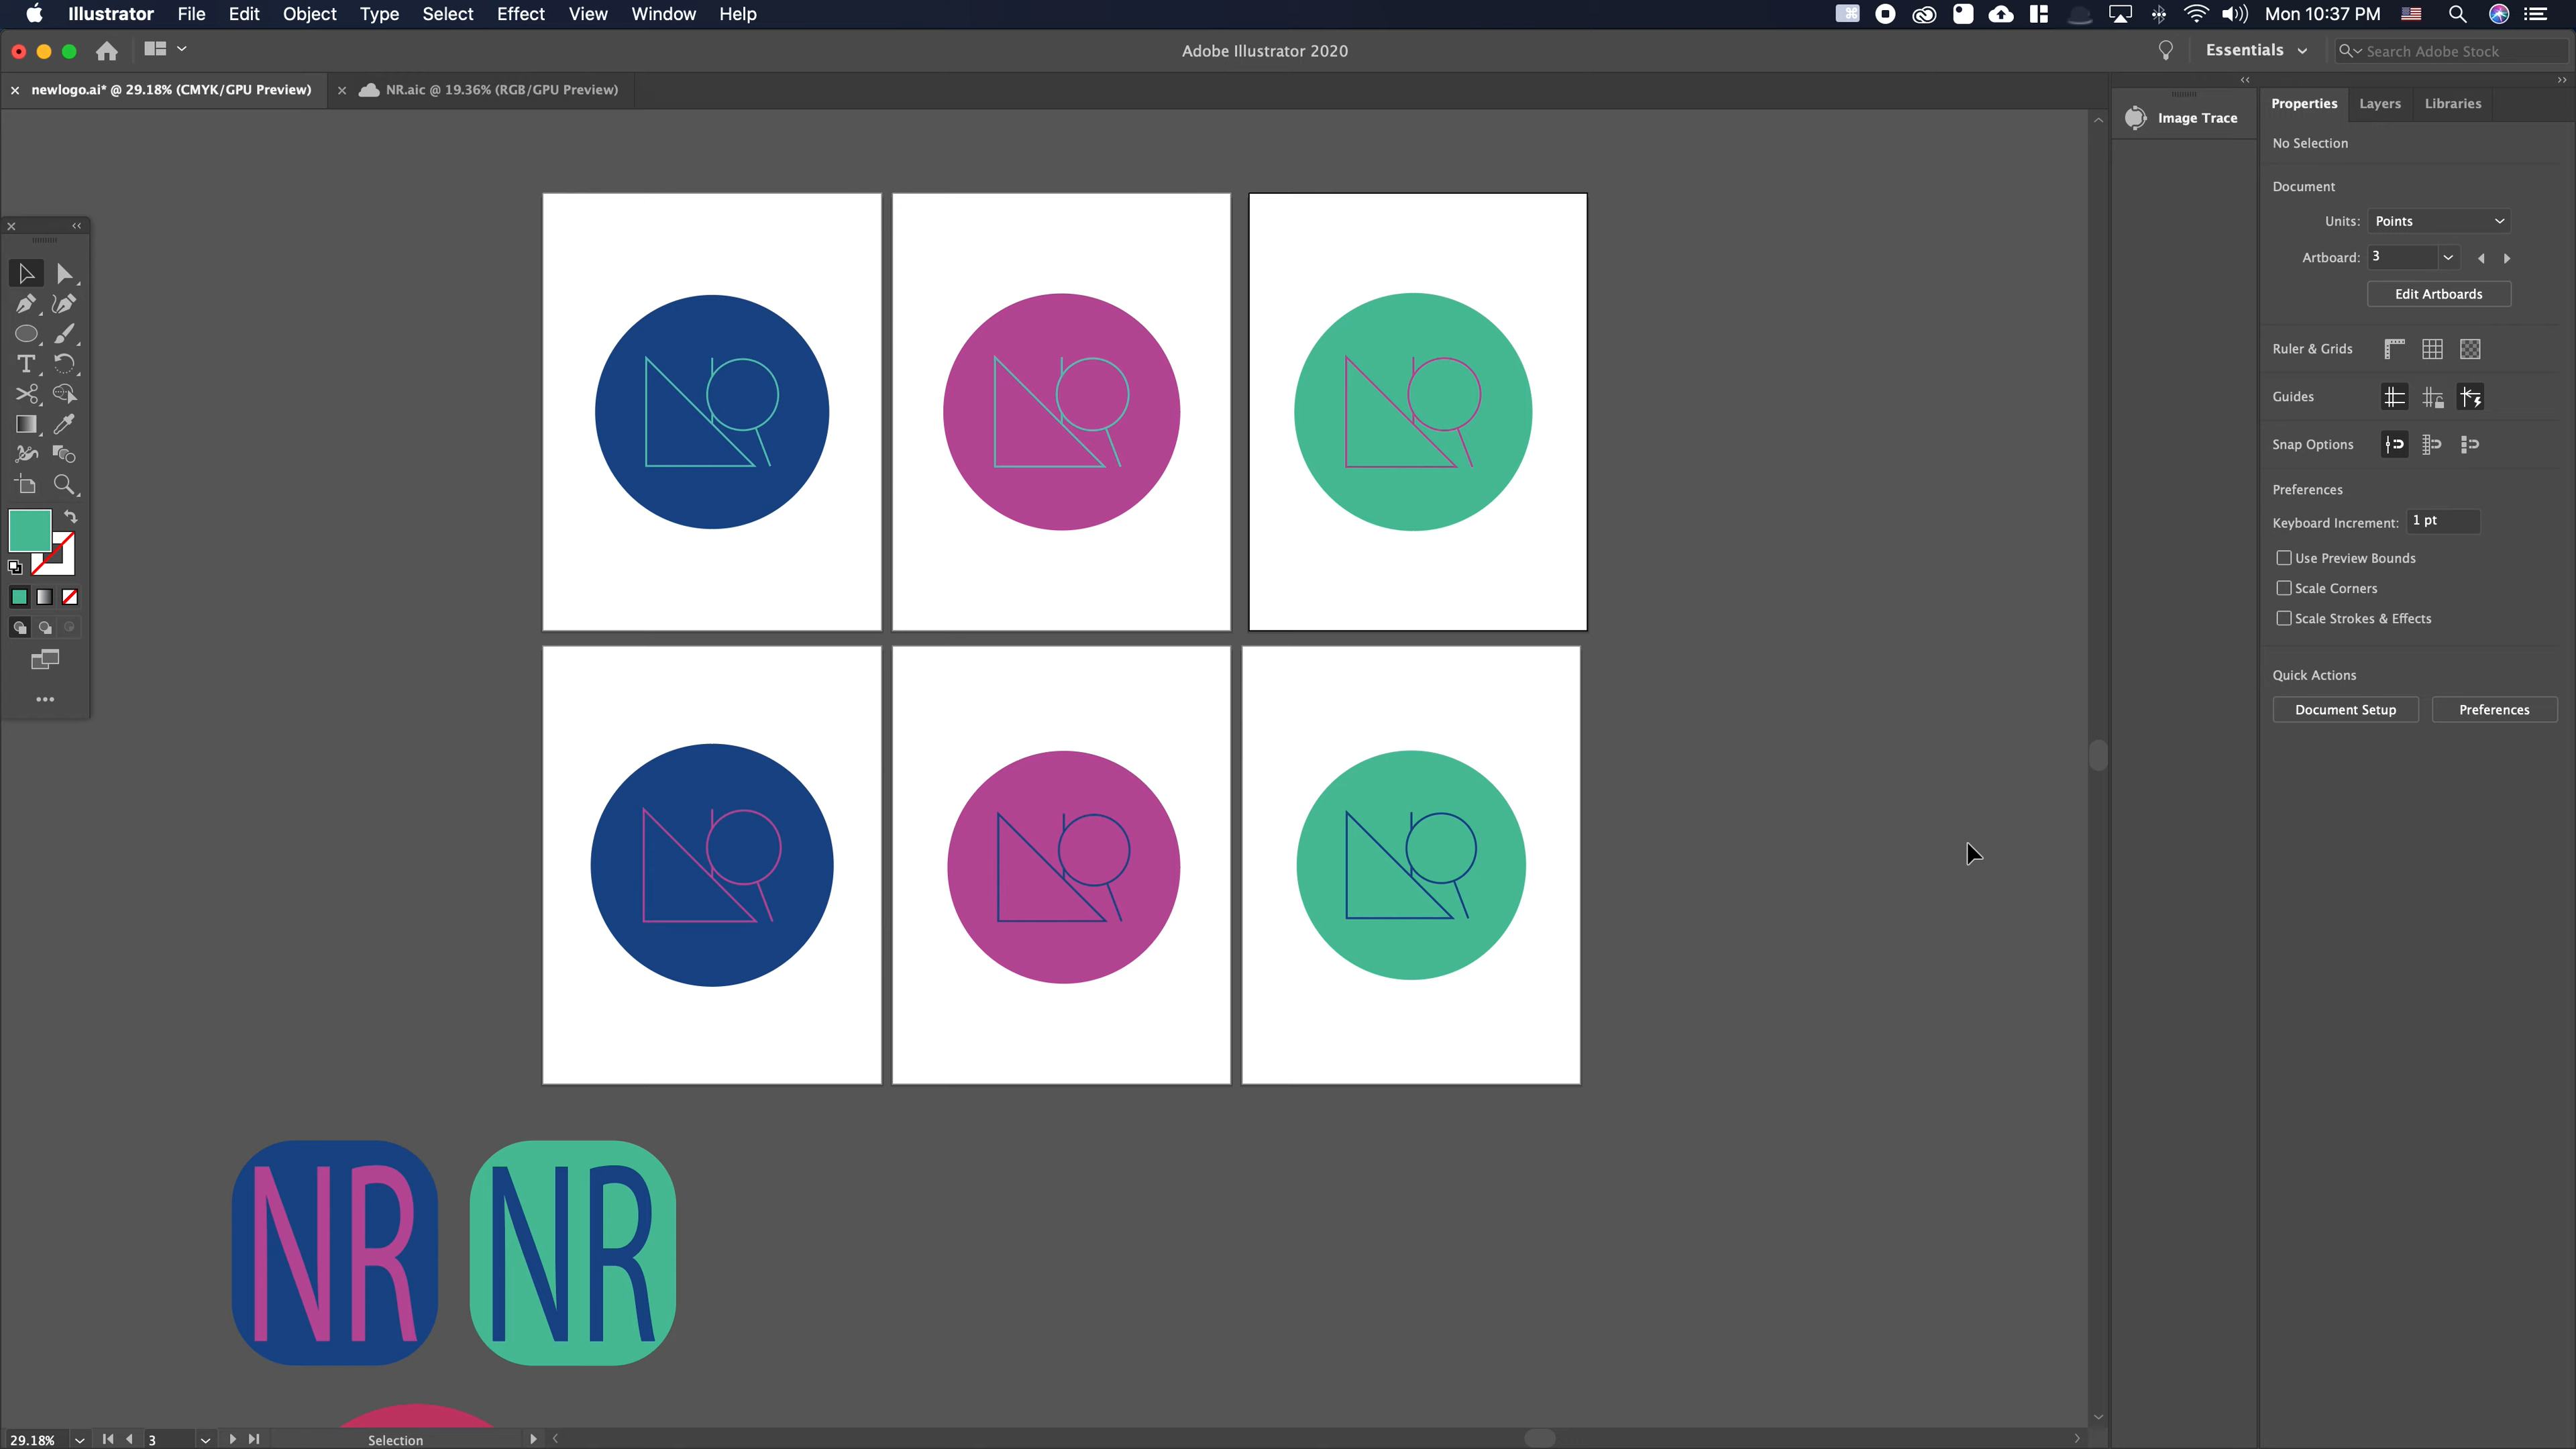 Illustrator File Edit Object Type Select Effect View Window Help Mon 10:37 PM
Adobe Illustrator 2020 Essentials Search Adobe Stock
newlogo.ai* @ 29.18% (CMYK/GPU Preview) NR.aic @ 19.36% (RGB/GPU Preview)
Image Trace
Properties Layers Libraries
No Selection
Document
Units: Points
Artboard: 3
Edit Artboards
Ruler & Grids
Guides
Snap Options
Preferences
Keyboard Increment: 1 pt
Use Preview Bounds
Scale Corners
Scale Strokes & Effects
Quick Actions
Document Setup Preferences
NR NR
29.18% 3 Selection